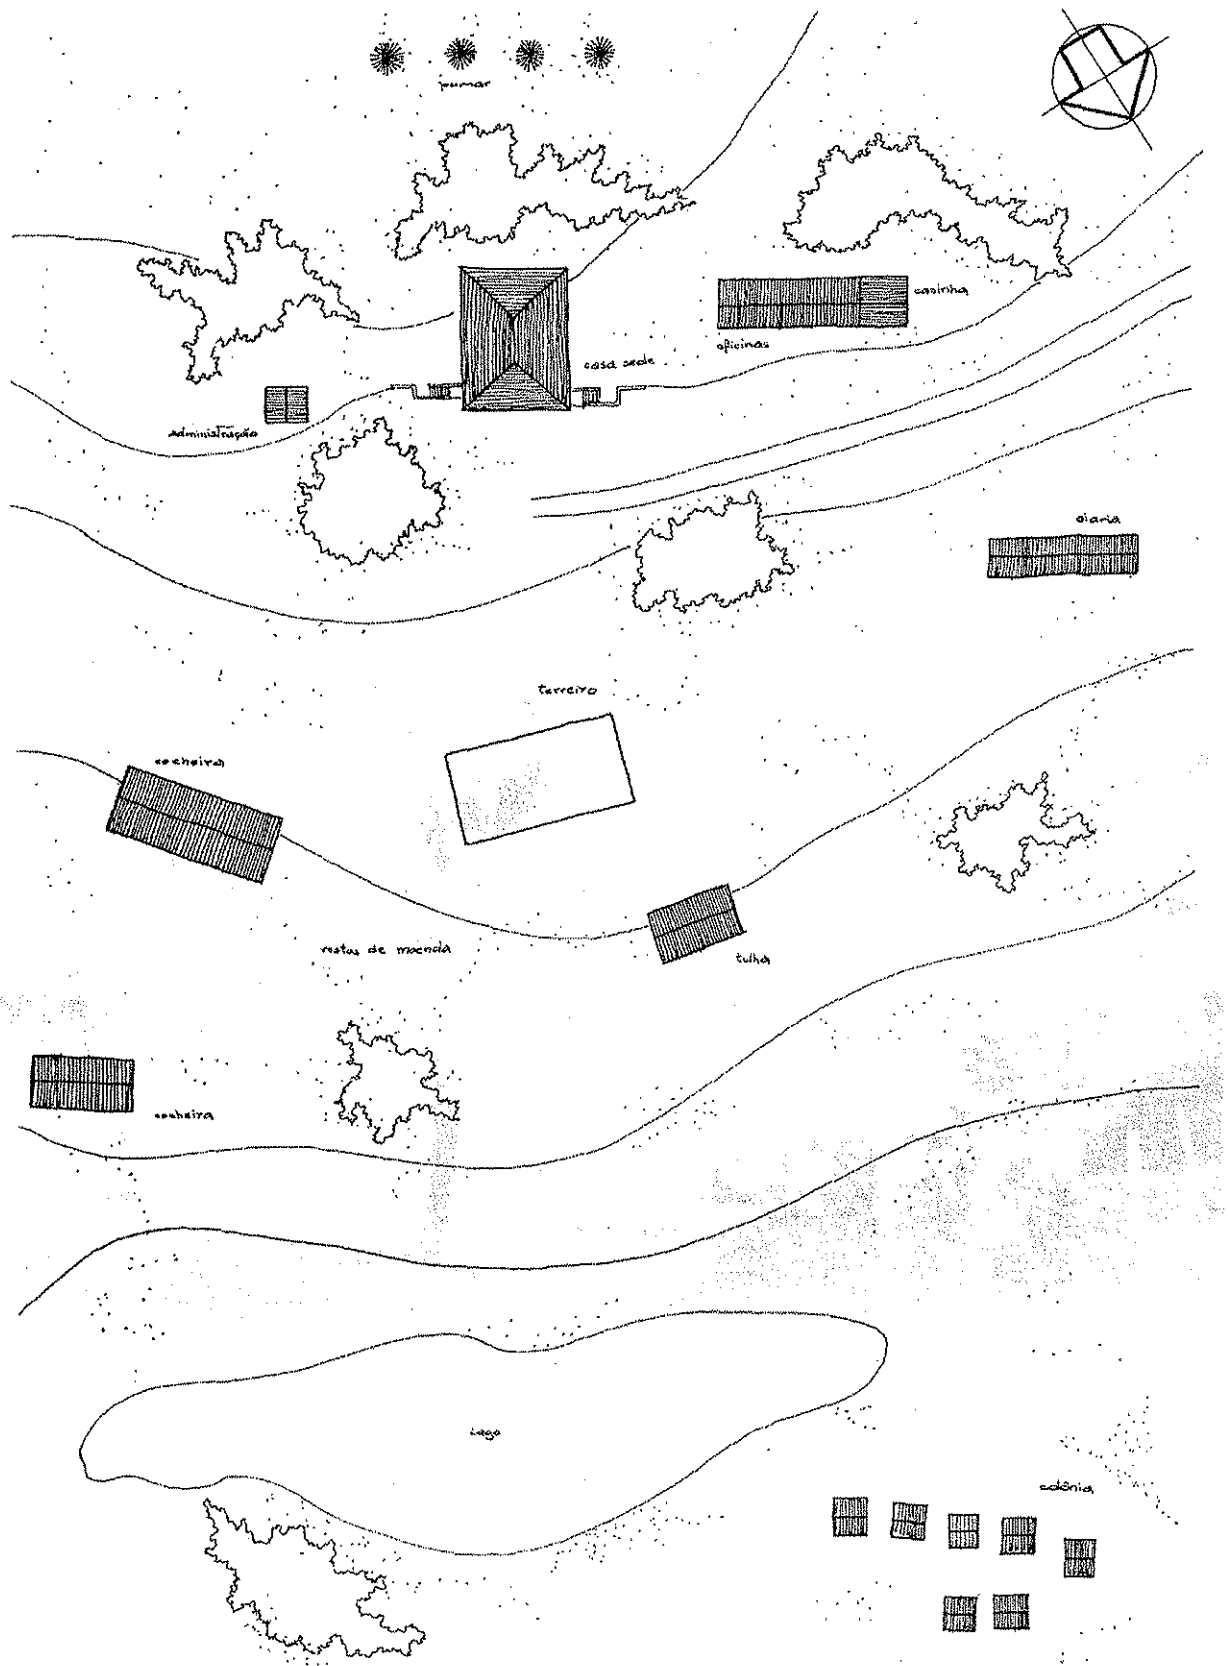 pomar
casinha
oficinas
casa sede
administração
olaria
terreiro
cocheira
restos de moenda
tulha
cocheira
lago
colônia